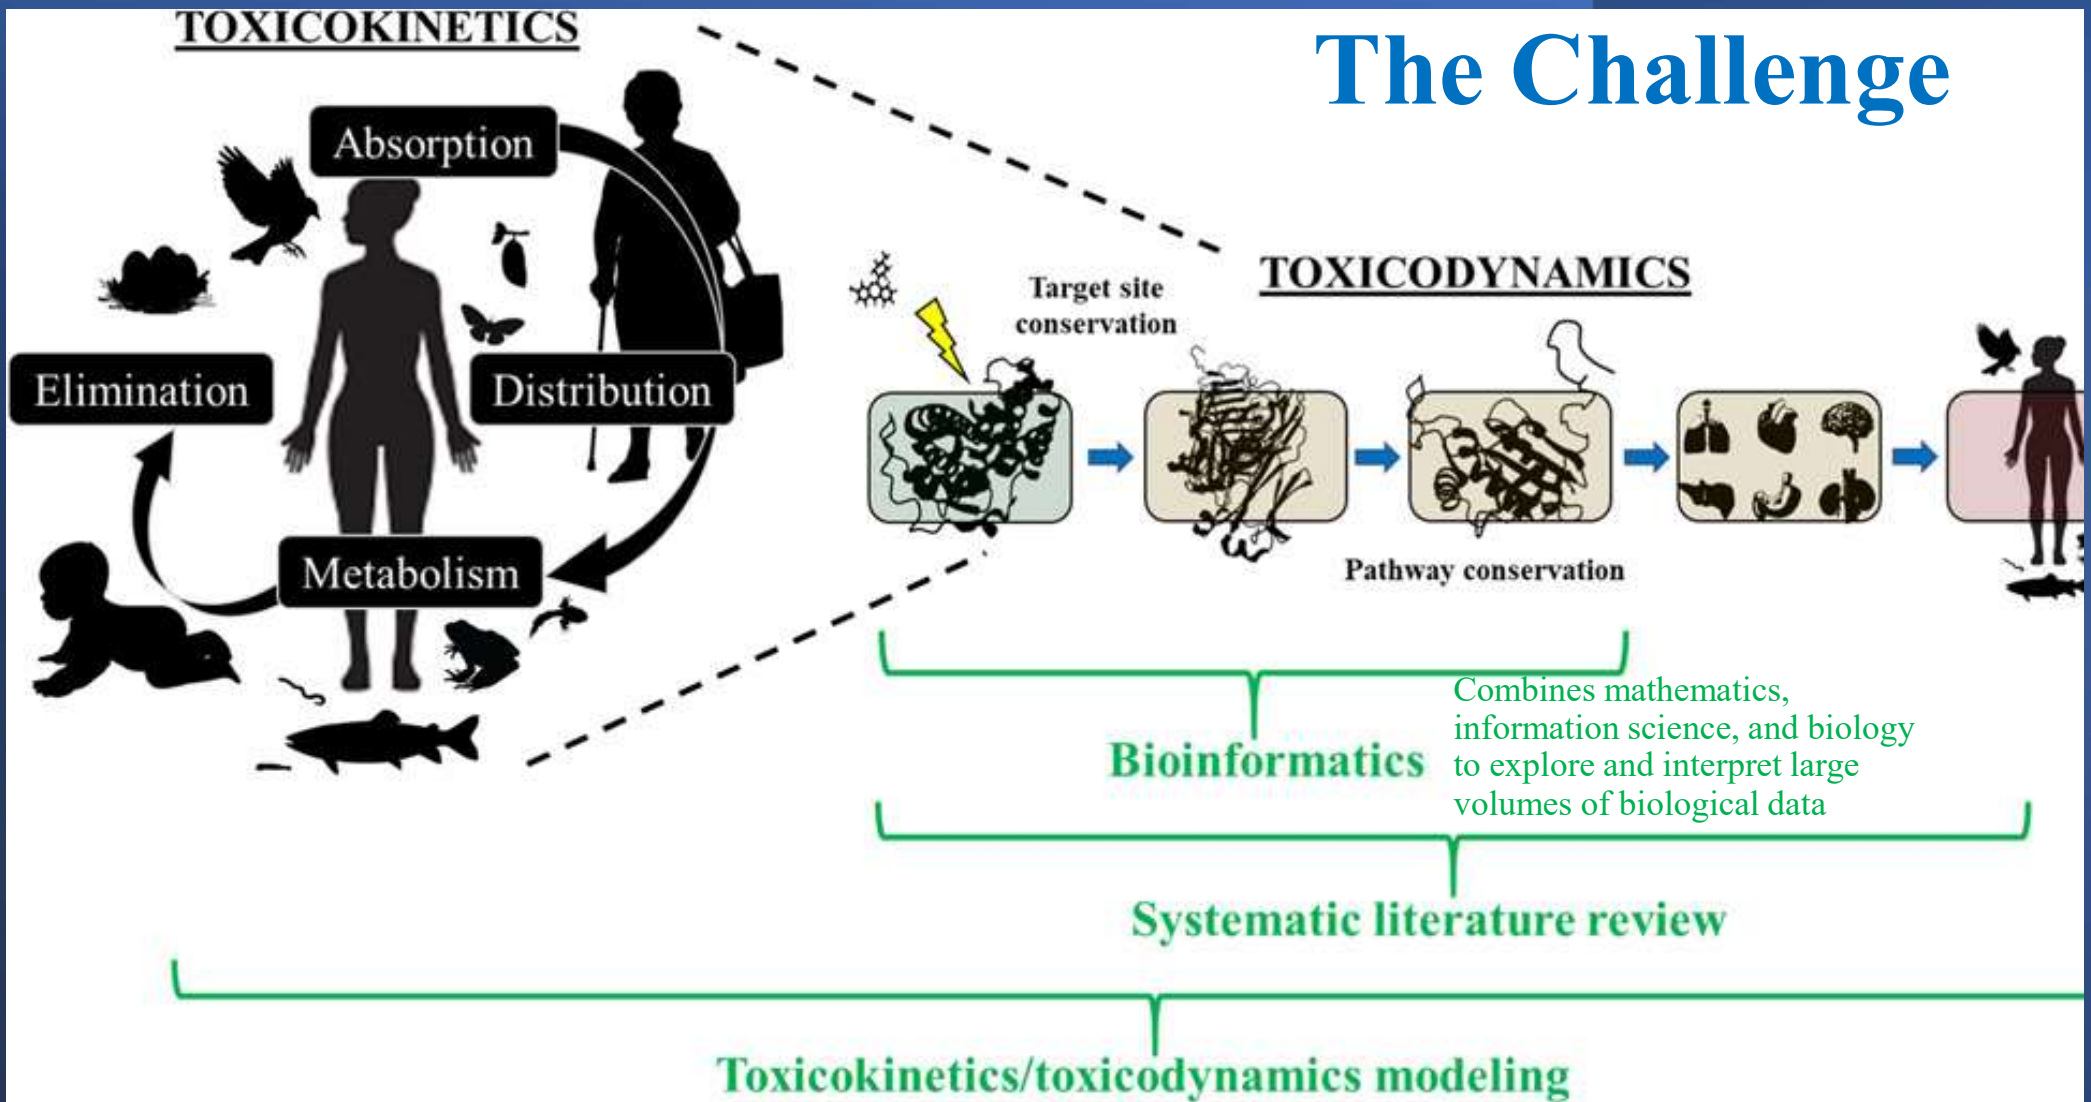 TOXICOKINETICS
The Challenge
Absorption
Elimination
Distribution
Metabolism
TOXICODYNAMICS
Target site
conservation
Pathway conservation
Bioinformatics
Combines mathematics,
information science, and biology
to explore and interpret large
volumes of biological data
Systematic literature review
Toxicokinetics/toxicodynamics modeling